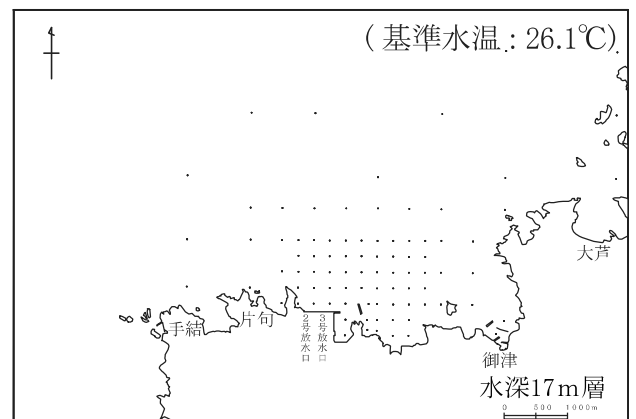 (基準水温:26.1℃)
大芦
手結
片句
2号放水口
3号放水口
御津
水深17m層
0 500 1000m